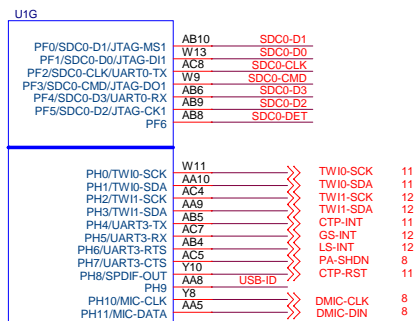 U1G
PF0/SDC0-D1/JTAG-MS1 AB10 SDC0-D1
PF1/SDC0-D0/JTAG-DI1 W13 SDC0-D0
PF2/SDC0-CLK/UART0-TX AC8 SDC0-CLK
PF3/SDC0-CMD/JTAG-DO1 W9 SDC0-CMD
PF4/SDC0-D3/UART0-RX AB6 SDC0-D3
PF5/SDC0-D2/JTAG-CK1 AB9 SDC0-D2
PF6 AB8 SDC0-DET
PH0/TWI0-SCK W11 TWI0-SCK 11
PH1/TWI0-SDA AA10 TWI0-SDA 11
PH2/TWI1-SCK AC4 TWI1-SCK 12
PH3/TWI1-SDA AA9 TWI1-SDA 12
PH4/UART3-TX AB5 CTP-INT 11
PH5/UART3-RX AC7 GS-INT 12
PH6/UART3-RTS AB4 LS-INT 12
PH7/UART3-CTS AC5 PA-SHDN 8
PH8/SPDIF-OUT Y10 CTP-RST 11
PH9 AA8 USB-ID
PH10/MIC-CLK Y8 DMIC-CLK 8
PH11/MIC-DATA AA5 DMIC-DIN 8